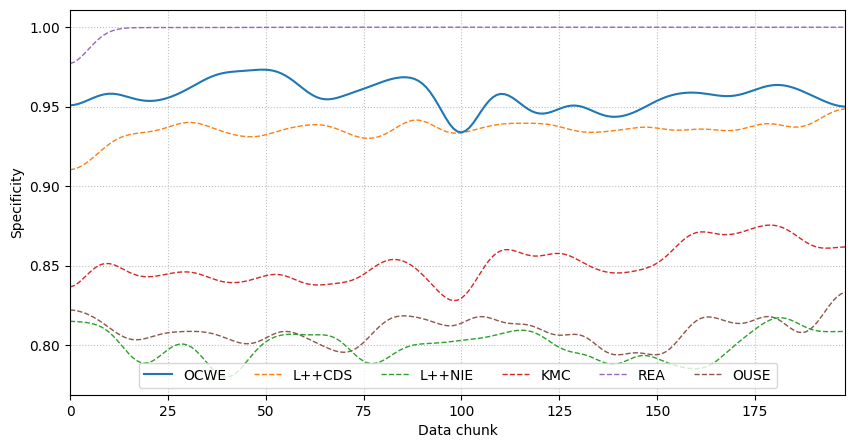 1.00
0.95
0.90
0.85
0.80
Specificity
OCWE L++CDS L++NIE KMC REA OUSE
0 25 50 75 100 125 150 175
Data chunk